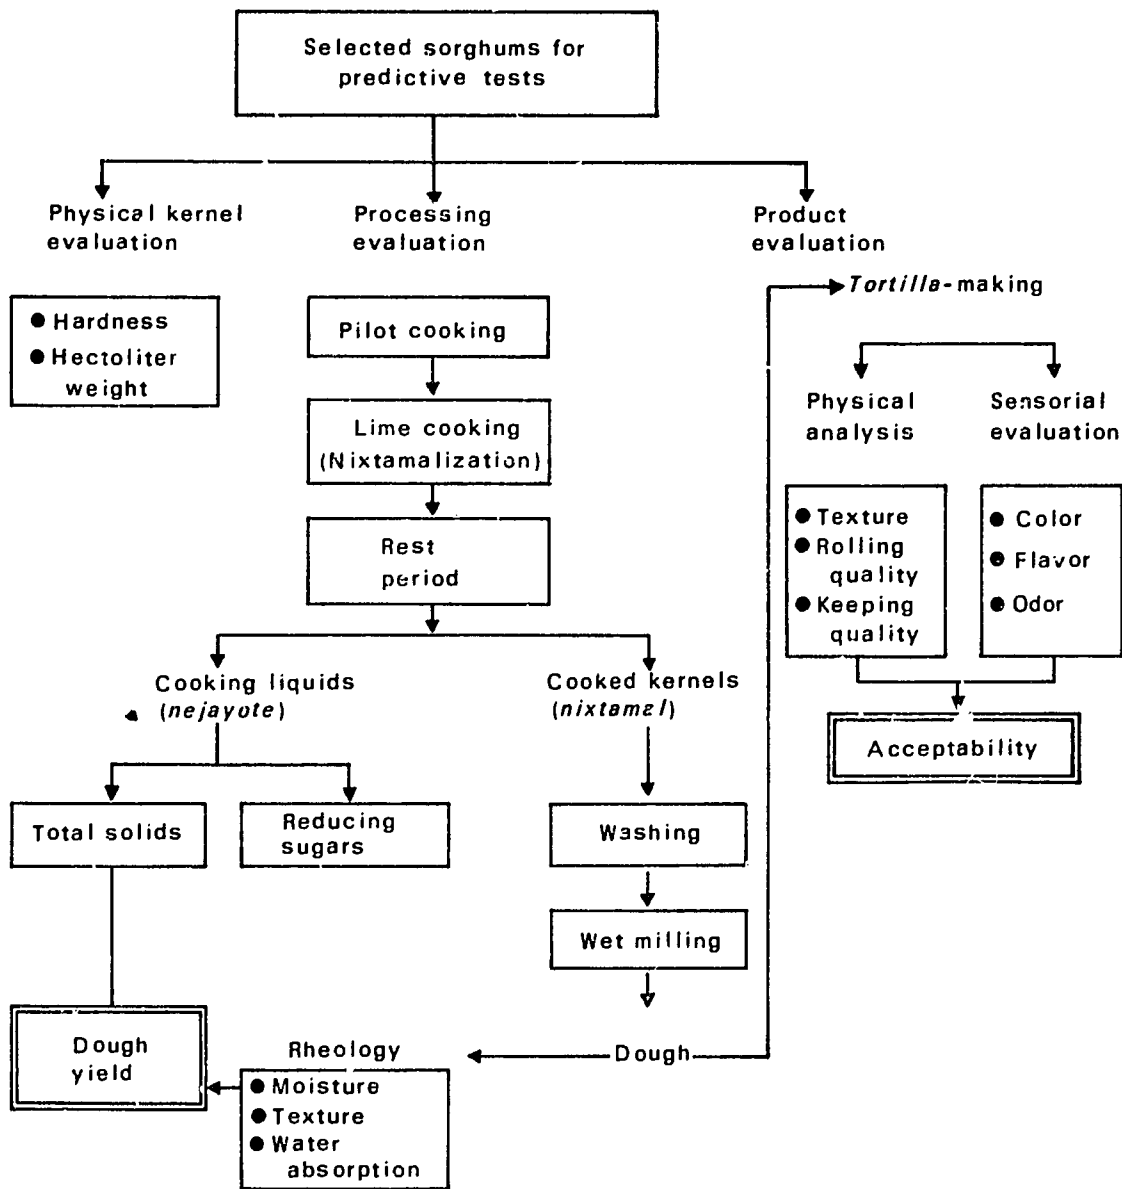 Selected sorghums for
predictive tests
Physical kernel
evaluation
Processing
evaluation
Product
evaluation
Tortilla-making
● Hardness
● Hectoliter
weight
Pilot cooking
Lime cooking
(Nixtamalization)
Rest
period
Physical
analysis
Sensorial
evaluation
● Texture
● Rolling
quality
● Keeping
quality
● Color
● Flavor
● Odor
Acceptability
Cooking liquids
(nejayote)
Cooked kernels
(nixtamal)
Total solids
Reducing
sugars
Washing
Wet milling
Dough
yield
Rheology
● Moisture
● Texture
● Water
absorption
Dough